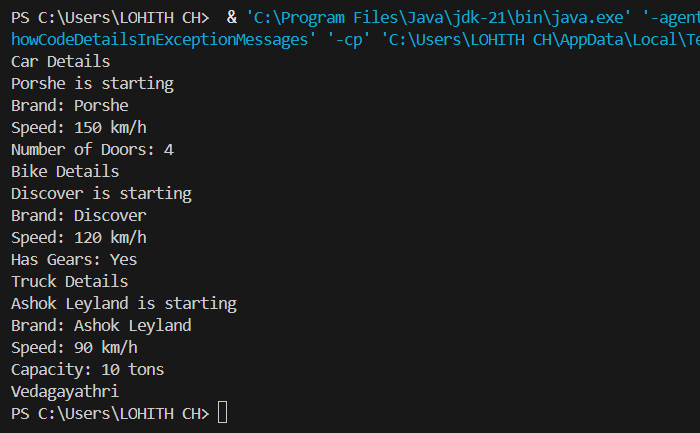 PS C:\Users\LOHITH CH>  & 'C:\Program Files\Java\jdk-21\bin\java.exe' '-agent
howCodeDetailsInExceptionMessages' '-cp' 'C:\Users\LOHITH CH\AppData\Local\Te
Car Details
Porshe is starting
Brand: Porshe
Speed: 150 km/h
Number of Doors: 4
Bike Details
Discover is starting
Brand: Discover
Speed: 120 km/h
Has Gears: Yes
Truck Details
Ashok Leyland is starting
Brand: Ashok Leyland
Speed: 90 km/h
Capacity: 10 tons
Vedagayathri
PS C:\Users\LOHITH CH>